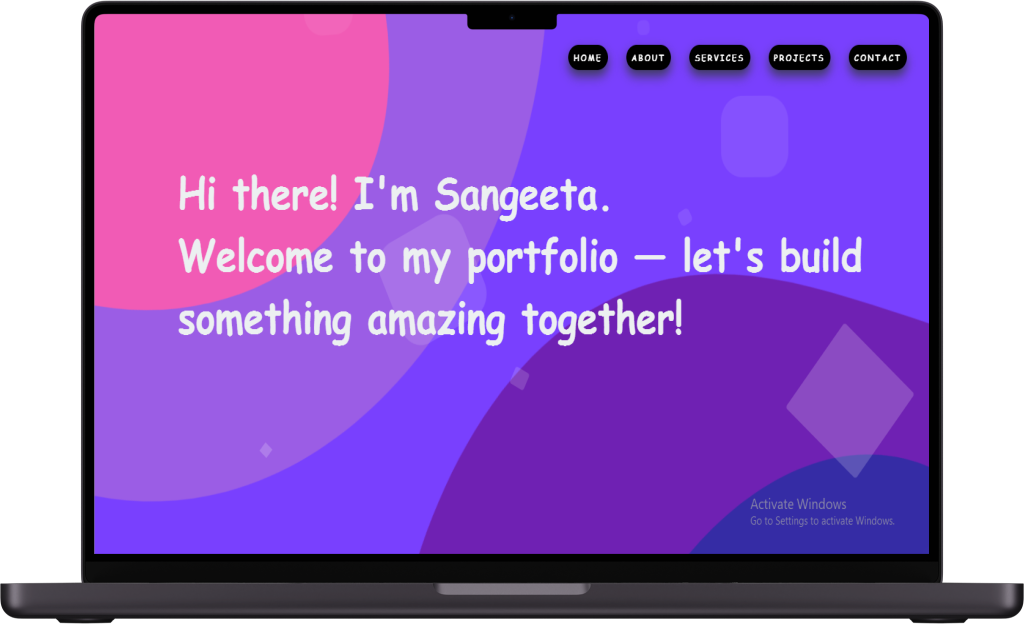 HOME ABOUT SERVICES PROJECTS CONTACT
Hi there! I'm Sangeeta.
Welcome to my portfolio — let's build
something amazing together!
Activate Windows
Go to Settings to activate Windows.